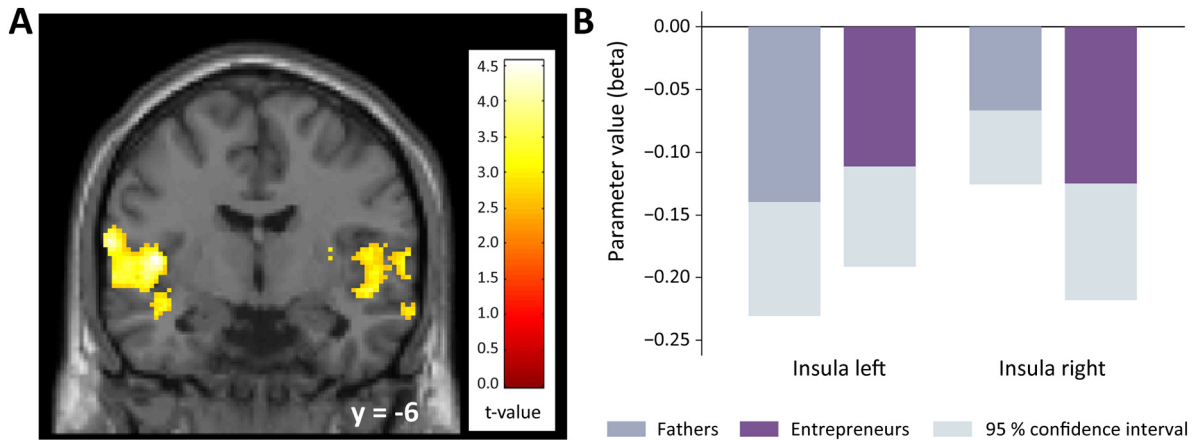 A
4.5
4.0
3.5
3.0
2.5
2.0
1.5
1.0
0.5
0.0
t-value
y = -6
B
Parameter value (beta)
0.00
−0.05
−0.10
−0.15
−0.20
−0.25
Insula left
Insula right
Fathers
Entrepreneurs
95 % confidence interval